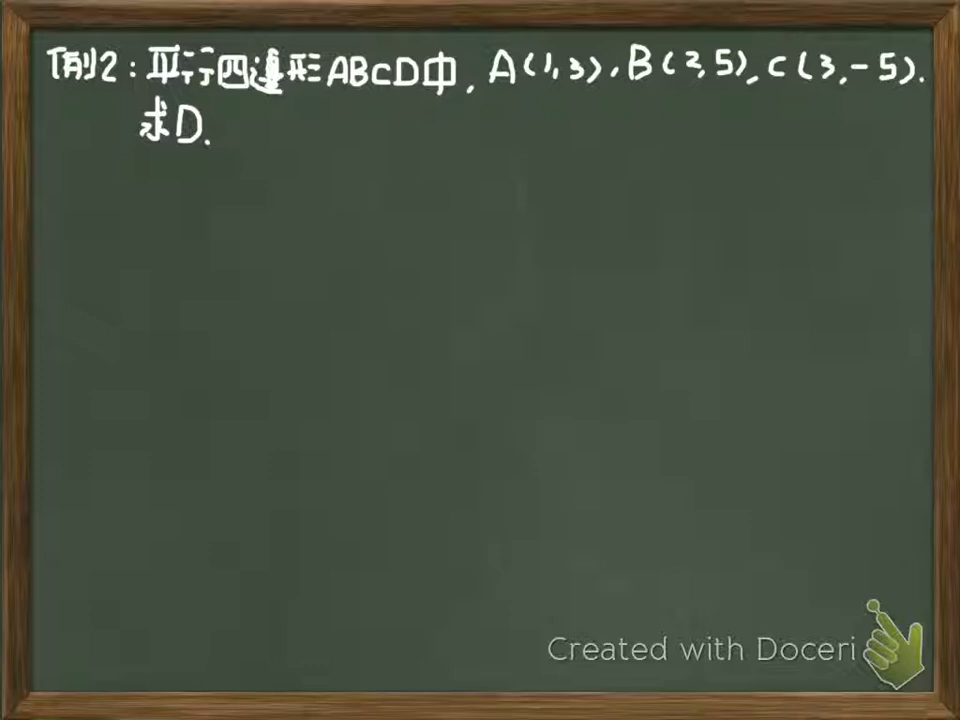 例2：平行四邊形ABCD中，A(1,3)，B(2,5)，C(3,-5).
求D.
Created with Doceri